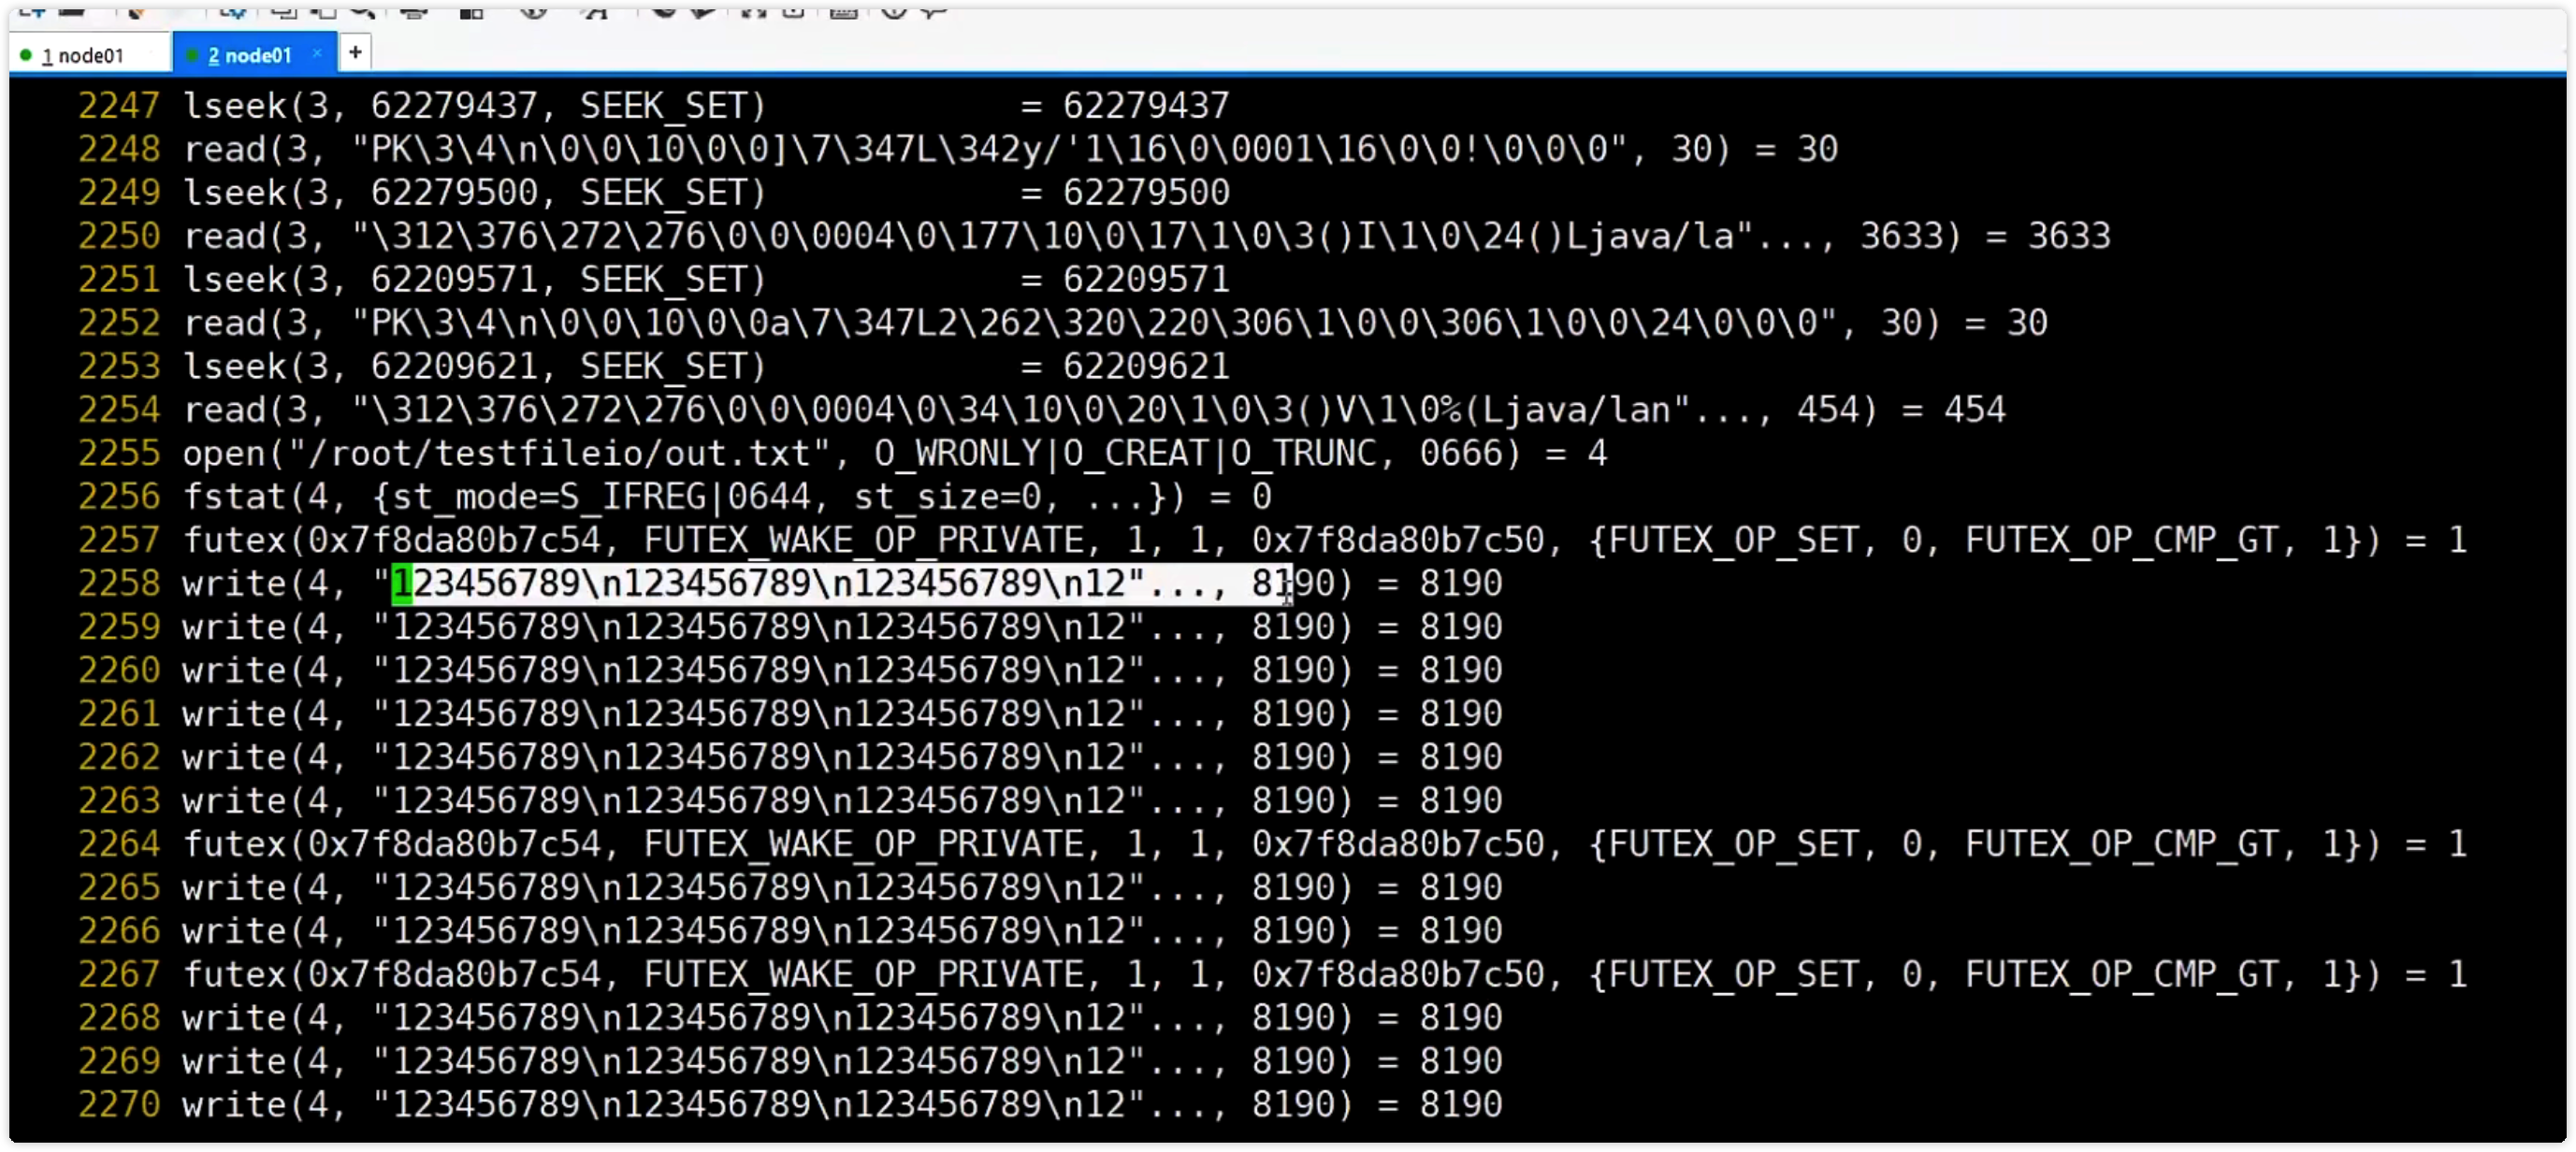 1 node01 2 node01 × +
2247 lseek(3, 62279437, SEEK_SET) = 62279437
2248 read(3, "PK\3\4\n\0\0\10\0\0]\7\347L\342y/'1\16\0\0001\16\0\0!\0\0\0", 30) = 30
2249 lseek(3, 62279500, SEEK_SET) = 62279500
2250 read(3, "\312\376\272\276\0\0\0004\0\177\10\0\17\1\0\3()I\1\0\24()Ljava/la"..., 3633) = 3633
2251 lseek(3, 62209571, SEEK_SET) = 62209571
2252 read(3, "PK\3\4\n\0\0\10\0\0a\7\347L2\262\320\220\306\1\0\0\306\1\0\0\24\0\0\0", 30) = 30
2253 lseek(3, 62209621, SEEK_SET) = 62209621
2254 read(3, "\312\376\272\276\0\0\0004\0\34\10\0\20\1\0\3()V\1\0%(Ljava/lan"..., 454) = 454
2255 open("/root/testfileio/out.txt", O_WRONLY|O_CREAT|O_TRUNC, 0666) = 4
2256 fstat(4, {st_mode=S_IFREG|0644, st_size=0, ...}) = 0
2257 futex(0x7f8da80b7c54, FUTEX_WAKE_OP_PRIVATE, 1, 1, 0x7f8da80b7c50, {FUTEX_OP_SET, 0, FUTEX_OP_CMP_GT, 1}) = 1
2258 write(4, "123456789\n123456789\n123456789\n12"..., 8190) = 8190
2259 write(4, "123456789\n123456789\n123456789\n12"..., 8190) = 8190
2260 write(4, "123456789\n123456789\n123456789\n12"..., 8190) = 8190
2261 write(4, "123456789\n123456789\n123456789\n12"..., 8190) = 8190
2262 write(4, "123456789\n123456789\n123456789\n12"..., 8190) = 8190
2263 write(4, "123456789\n123456789\n123456789\n12"..., 8190) = 8190
2264 futex(0x7f8da80b7c54, FUTEX_WAKE_OP_PRIVATE, 1, 1, 0x7f8da80b7c50, {FUTEX_OP_SET, 0, FUTEX_OP_CMP_GT, 1}) = 1
2265 write(4, "123456789\n123456789\n123456789\n12"..., 8190) = 8190
2266 write(4, "123456789\n123456789\n123456789\n12"..., 8190) = 8190
2267 futex(0x7f8da80b7c54, FUTEX_WAKE_OP_PRIVATE, 1, 1, 0x7f8da80b7c50, {FUTEX_OP_SET, 0, FUTEX_OP_CMP_GT, 1}) = 1
2268 write(4, "123456789\n123456789\n123456789\n12"..., 8190) = 8190
2269 write(4, "123456789\n123456789\n123456789\n12"..., 8190) = 8190
2270 write(4, "123456789\n123456789\n123456789\n12"..., 8190) = 8190